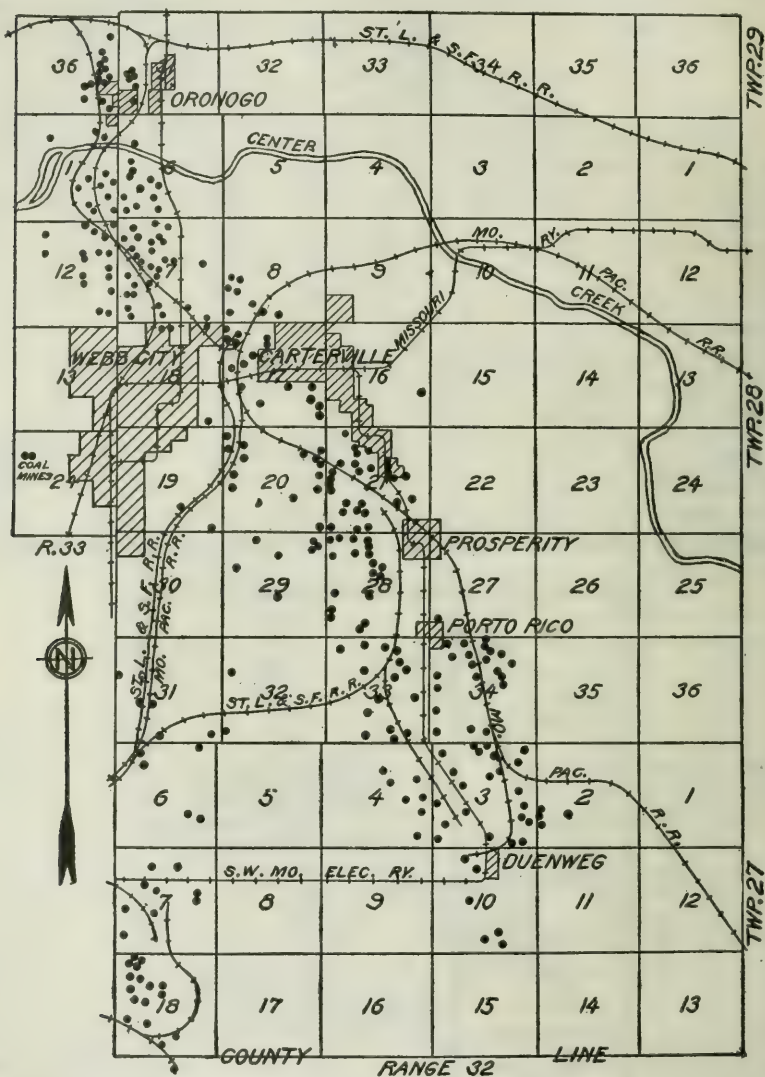 ST. L. & S.F. R. R.
TWP. 29
36 32 33 34 35 36
ORONOGO
CENTER
1 6 5 4 3 2 1
MO. RY.
12 7 8 9 10 11 12
PAC. R.R.
CREEK
MISSOURI
WEBB CITY
CARTERVILLE
13 18 17 16 15 14 13
TWP. 28
COAL
MINES
24 19 20 21 22 23 24
R. 33
PROSPERITY
ST. L. & S.F. R.R.
MO. PAC. R.R.
30 29 28 27 26 25
PORTO RICO
N
31 32 33 34 35 36
ST. L. & S.F. R.R.
MO. PAC. R.R.
6 5 4 3 2 1
DUENWEG
S.W. MO. ELEC. RY.
7 8 9 10 11 12
TWP. 27
18 17 16 15 14 13
COUNTY LINE
RANGE 32